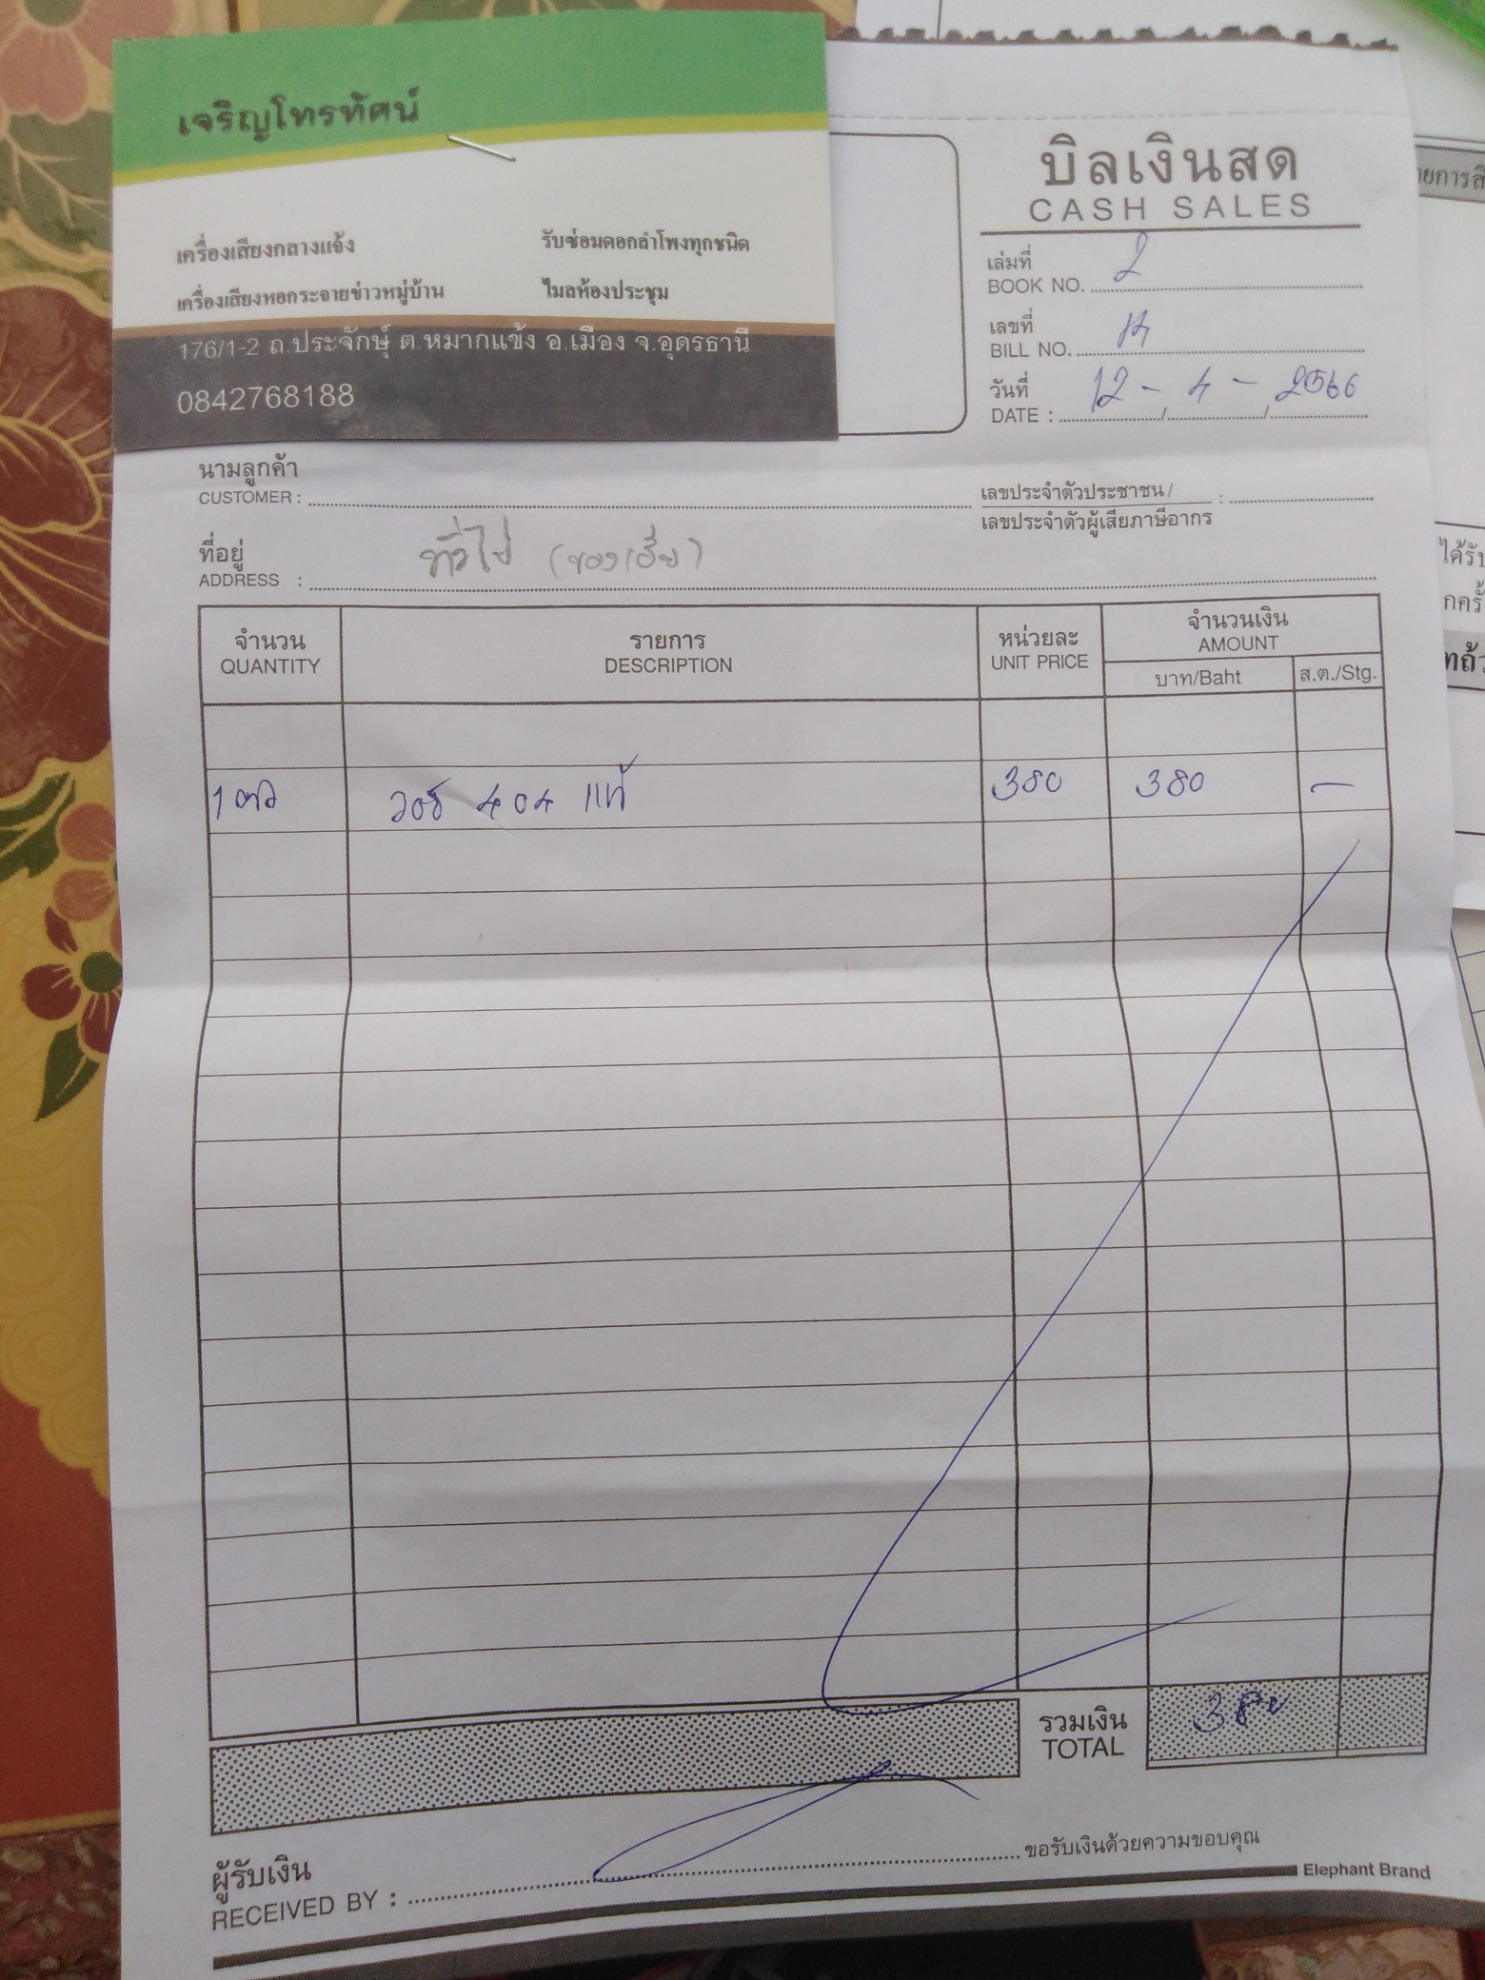 เจริญโทรทัศน์
เครื่องเสียงกลางแจ้ง รับซ่อมดอกลำโพงทุกชนิด
เครื่องเสียงหอกระจายข่าวหมู่บ้าน ไมลห้องประชุม
176/1-2 ถ.ประจักษ์ ต.หมากแข้ง อ.เมือง จ.อุดรธานี
0842768188
บิลเงินสด
CASH SALES
เล่มที่
BOOK NO. 2
เลขที่
BILL NO.
วันที่
DATE : 12 - 4 - 2566
นามลูกค้า
CUSTOMER :
เลขประจำตัวประชาชน / :
เลขประจำตัวผู้เสียภาษีอากร
ที่อยู่
ADDRESS : ทั่วไป
จำนวน
QUANTITY
รายการ
DESCRIPTION
หน่วยละ
UNIT PRICE
จำนวนเงิน
AMOUNT
บาท/Baht ส.ต./Stg.
1 ตัว 404 แท้ 380 380 —
รวมเงิน
TOTAL 380
ขอรับเงินด้วยความขอบคุณ
ผู้รับเงิน
RECEIVED BY :
Elephant Brand